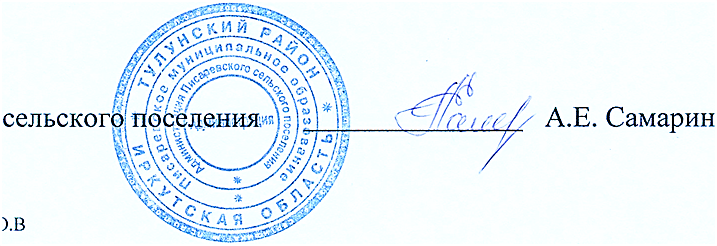 ТУЛУНСКИЙ РАЙОН
ИРКУТСКАЯ ОБЛАСТЬ
Писаревское муниципальное образование
Администрация Писаревского сельского поселения
сельского поселения А.Е. Самарин
О.В